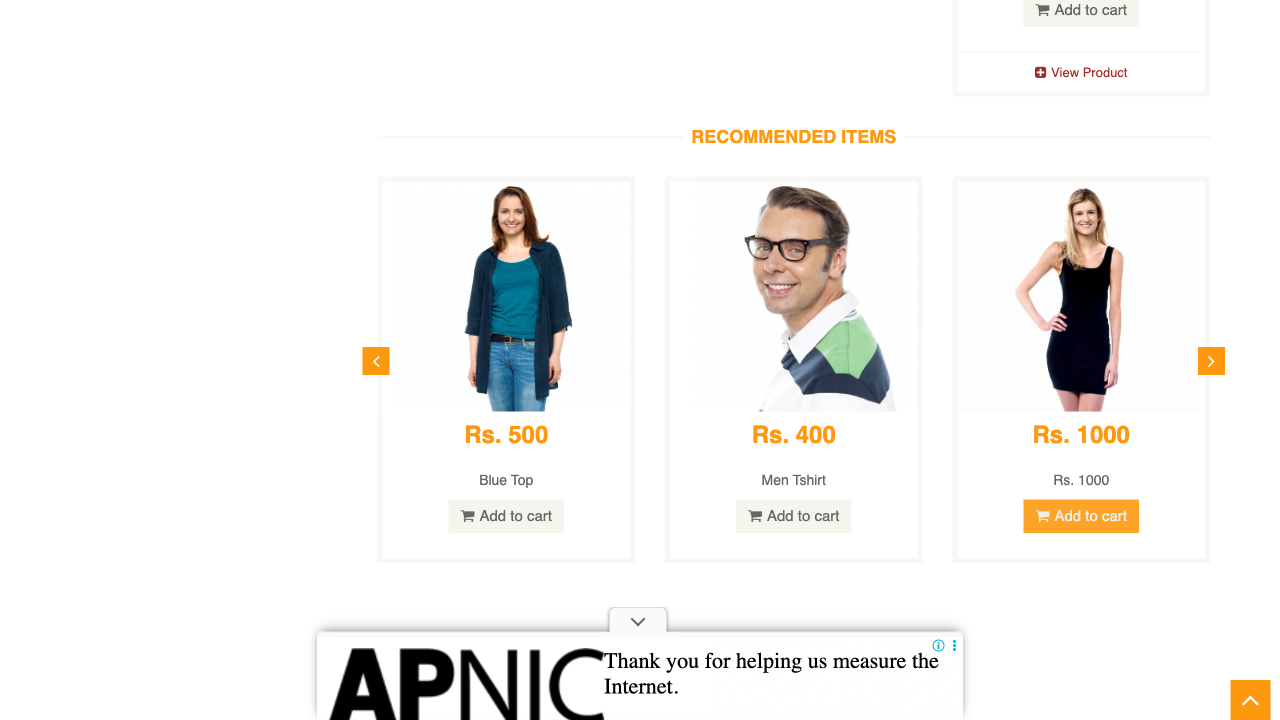 Add to cart
View Product
RECOMMENDED ITEMS
Rs. 500
Rs. 400
Rs. 1000
Blue Top
Men Tshirt
Rs. 1000
Add to cart
Add to cart
Add to cart
APNIC
Thank you for helping us measure the
Internet.